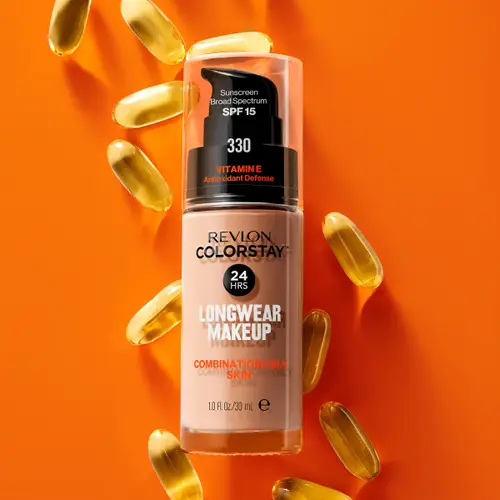 Sunscreen
Broad Spectrum
SPF 15
330
VITAMIN E
Antioxidant Defense
REVLON
COLORSTAY
24
HRS
LONGWEAR
MAKEUP
COMBINATION/OILY
SKIN
1.0 Fl. Oz/30 mL e